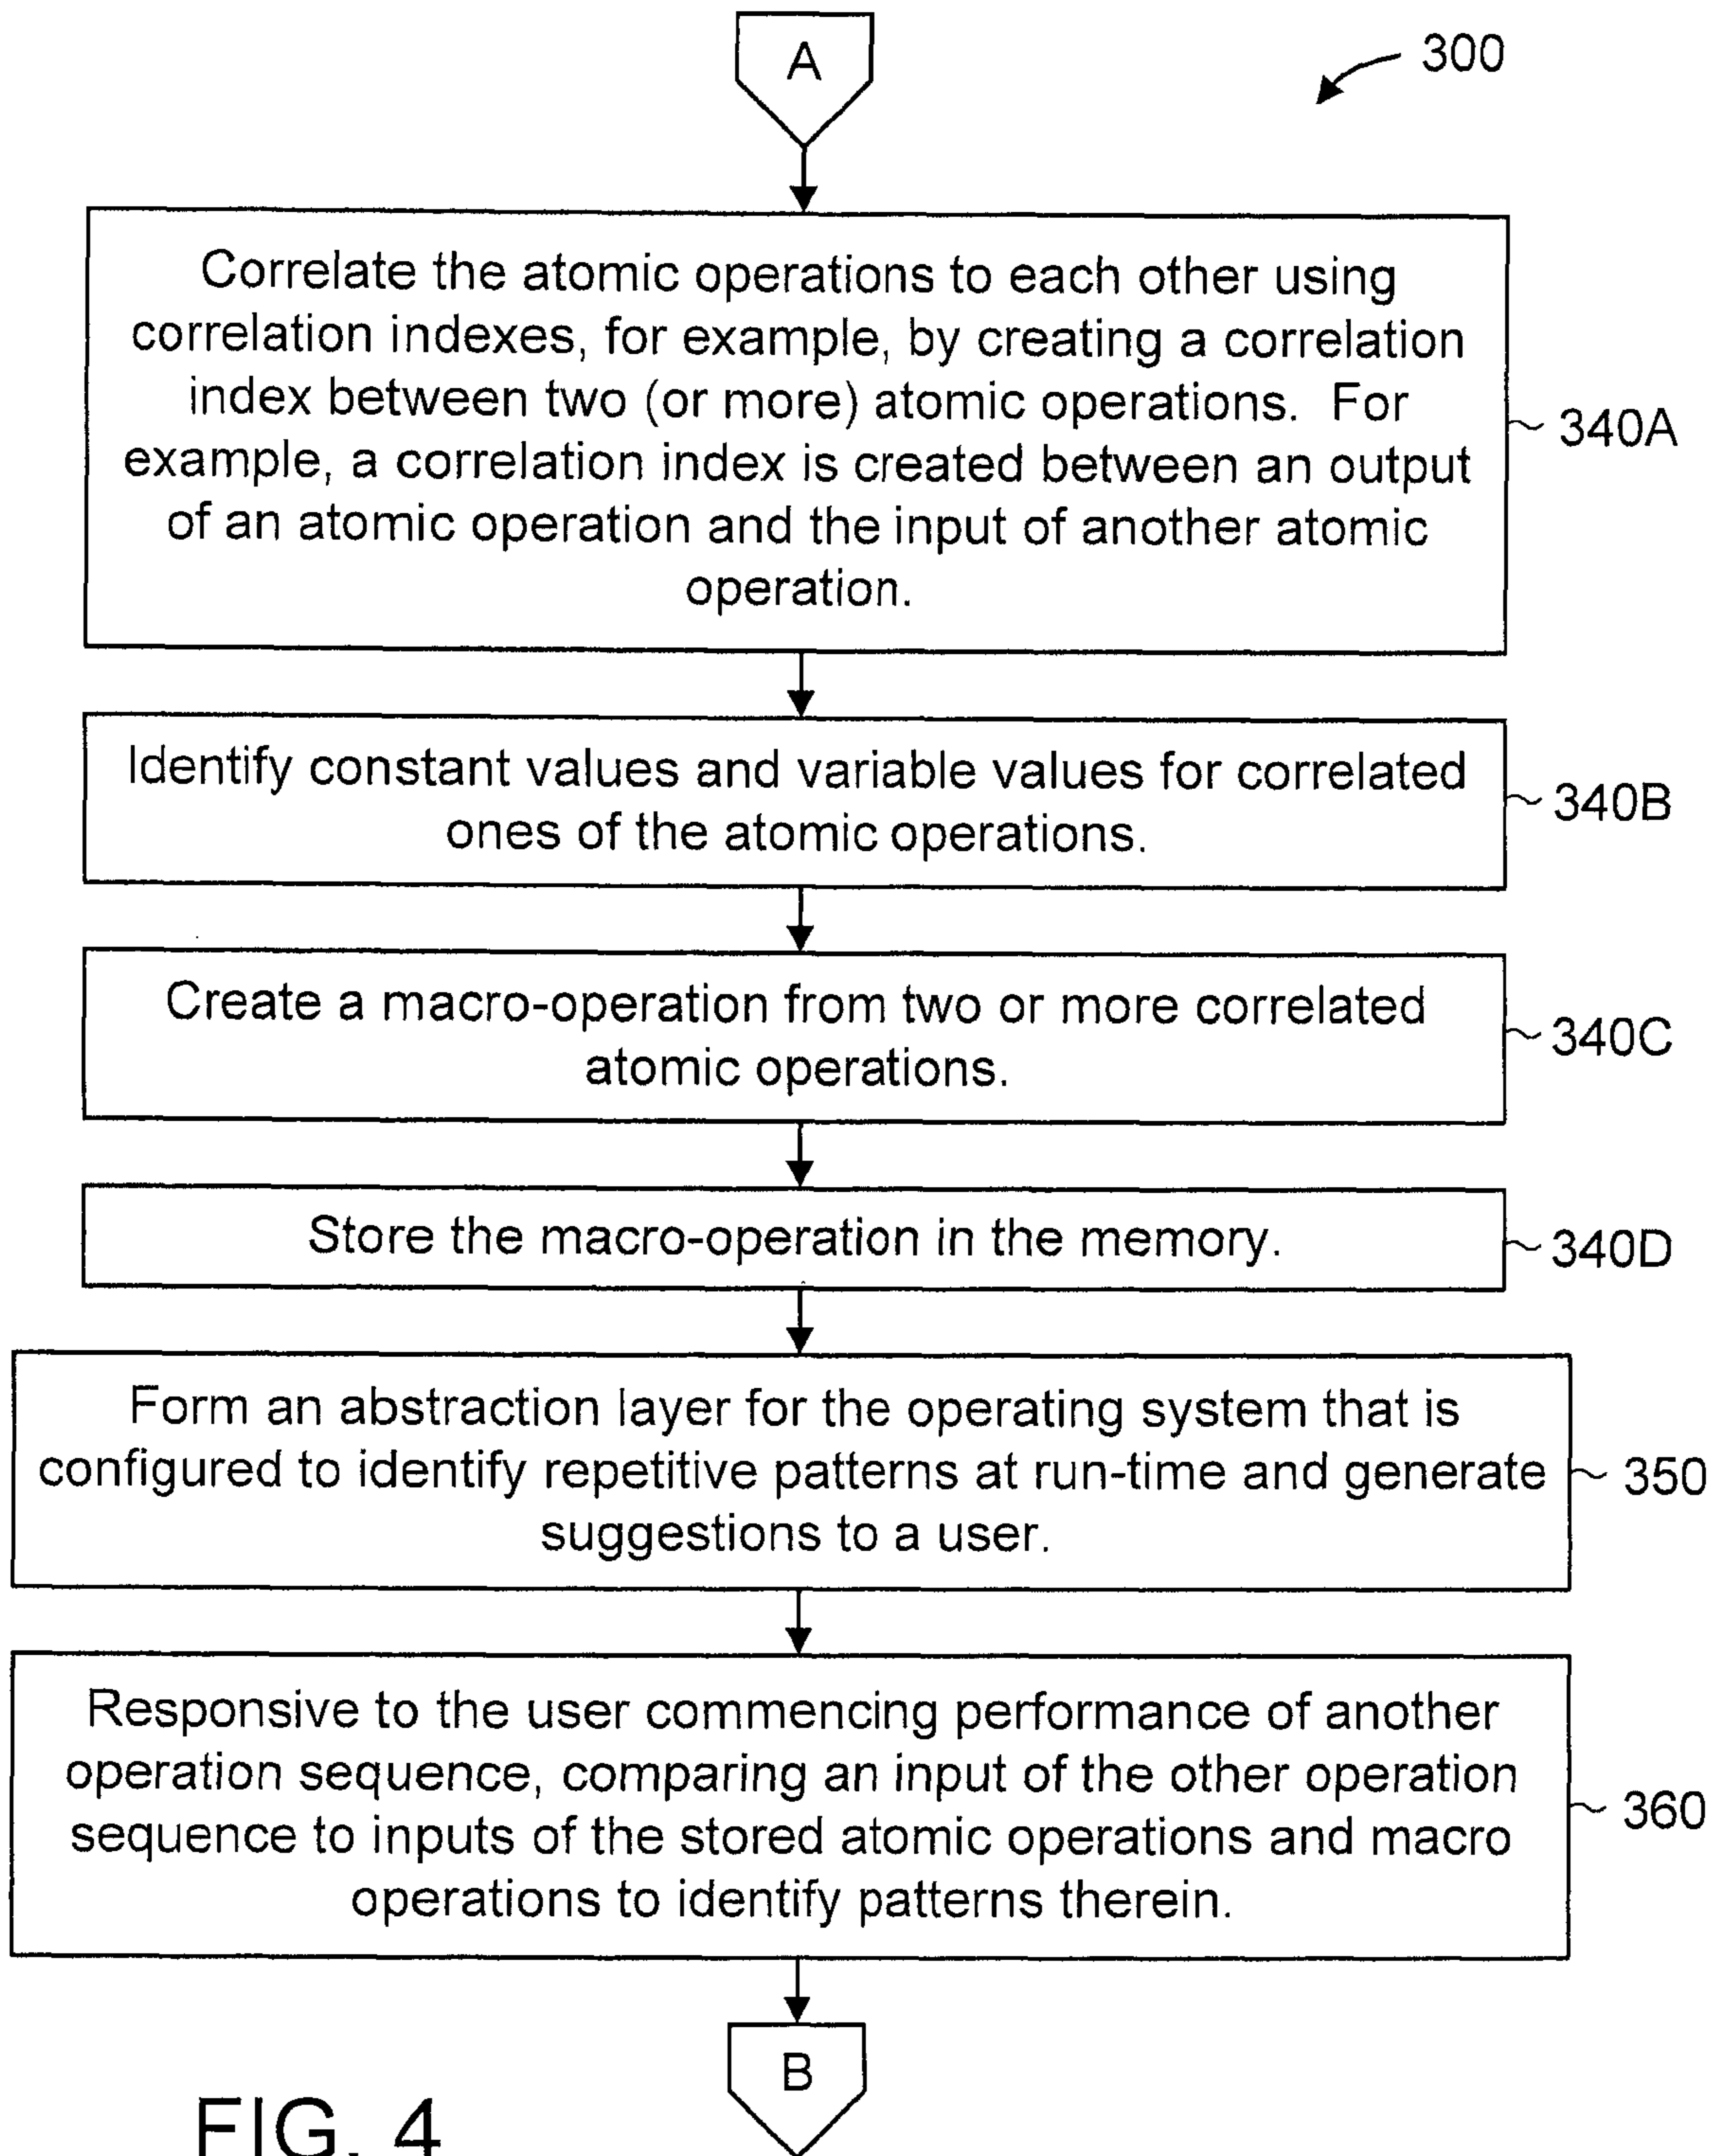 A
300
Correlate the atomic operations to each other using
correlation indexes, for example, by creating a correlation
index between two (or more) atomic operations. For
example, a correlation index is created between an output
of an atomic operation and the input of another atomic
operation.
340A
Identify constant values and variable values for correlated
ones of the atomic operations.
340B
Create a macro-operation from two or more correlated
atomic operations.
340C
Store the macro-operation in the memory.
340D
Form an abstraction layer for the operating system that is
configured to identify repetitive patterns at run-time and generate
suggestions to a user.
350
Responsive to the user commencing performance of another
operation sequence, comparing an input of the other operation
sequence to inputs of the stored atomic operations and macro
operations to identify patterns therein.
360
B
FIG. 4